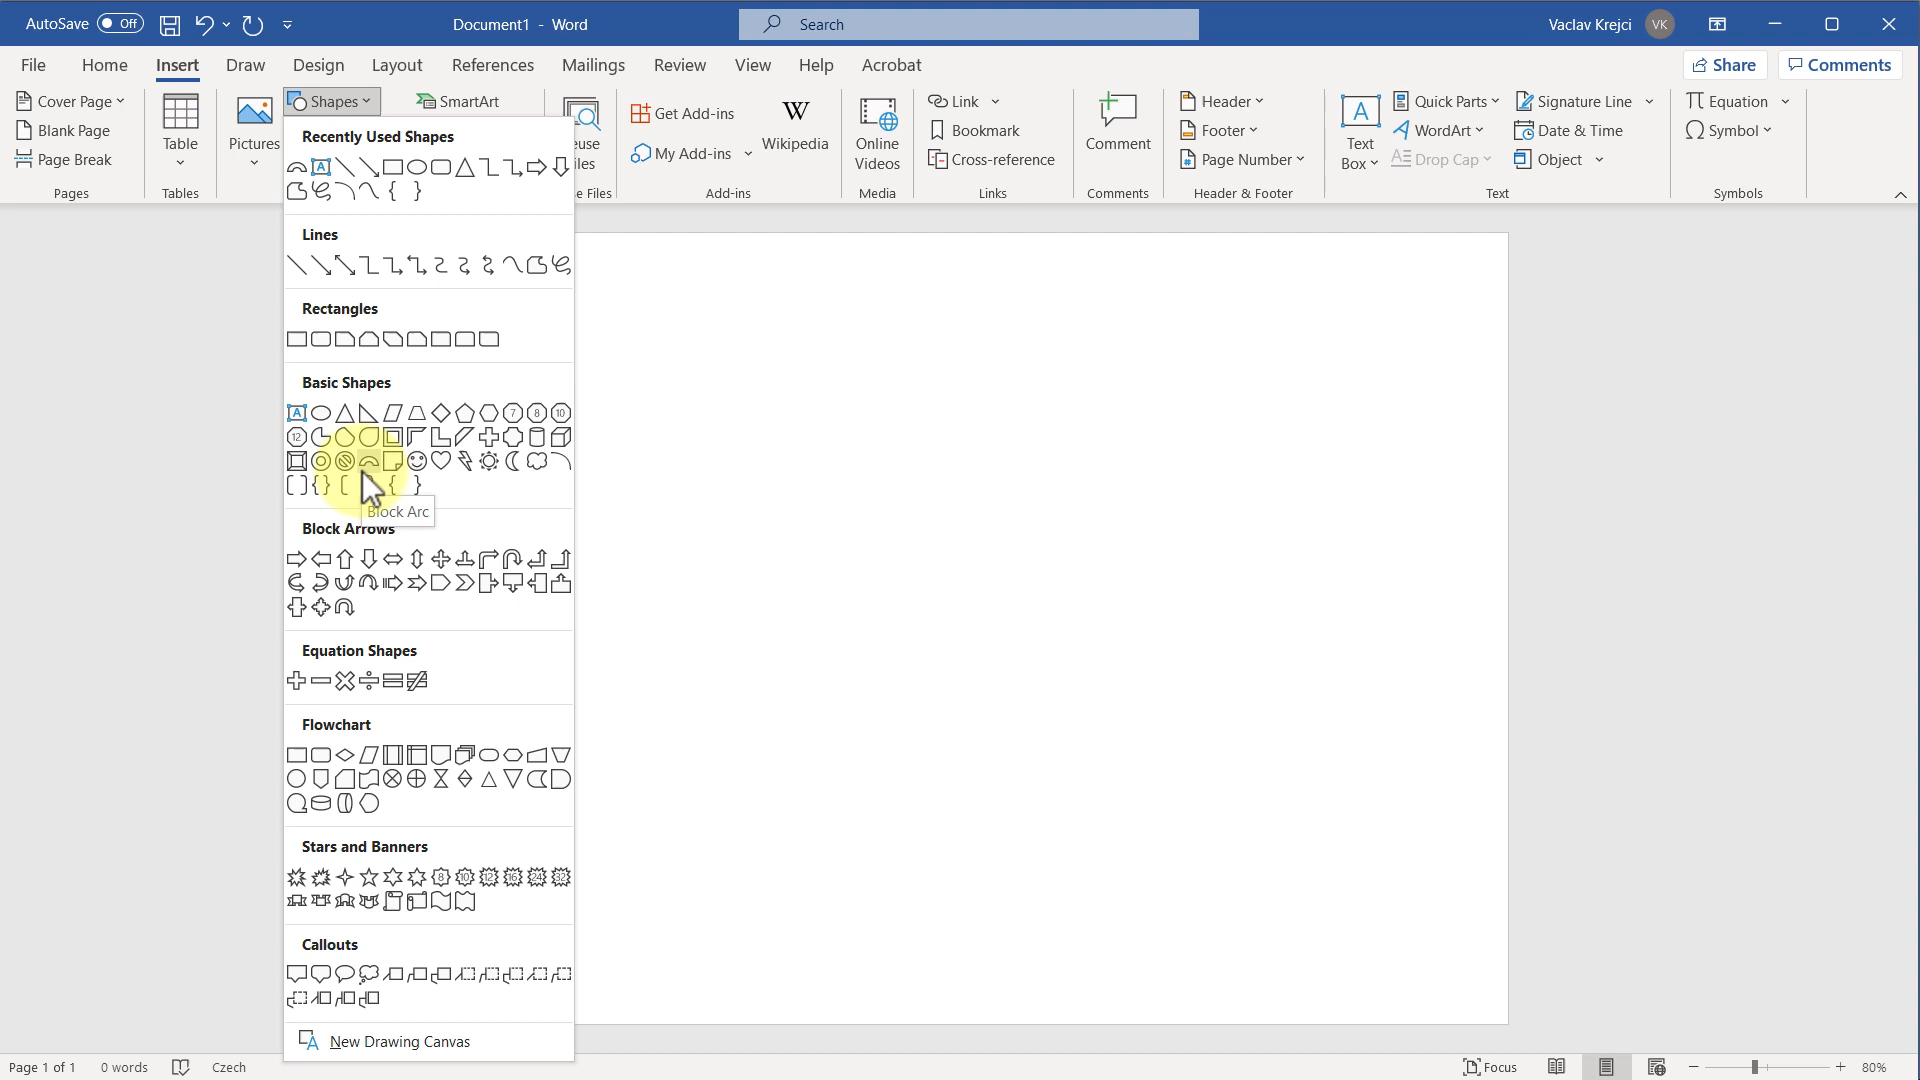 AutoSave Off Document1 - Word Search Vaclav Krejci VK
File Home Insert Draw Design Layout References Mailings Review View Help Acrobat Share Comments
Cover Page
Blank Page
Page Break
Pages
Table
Tables
Pictures
Shapes
SmartArt
Get Add-ins
My Add-ins
Wikipedia
Add-ins
Online
Videos
Media
Link
Bookmark
Cross-reference
Links
Comment
Comments
Header
Footer
Page Number
Header & Footer
Text
Box
Quick Parts
WordArt
Drop Cap
Signature Line
Date & Time
Object
Text
Equation
Symbol
Symbols
Recently Used Shapes
Lines
Rectangles
Basic Shapes
Block Arc
Block Arrows
Equation Shapes
Flowchart
Stars and Banners
Callouts
New Drawing Canvas
Page 1 of 1 0 words Czech Focus 80%